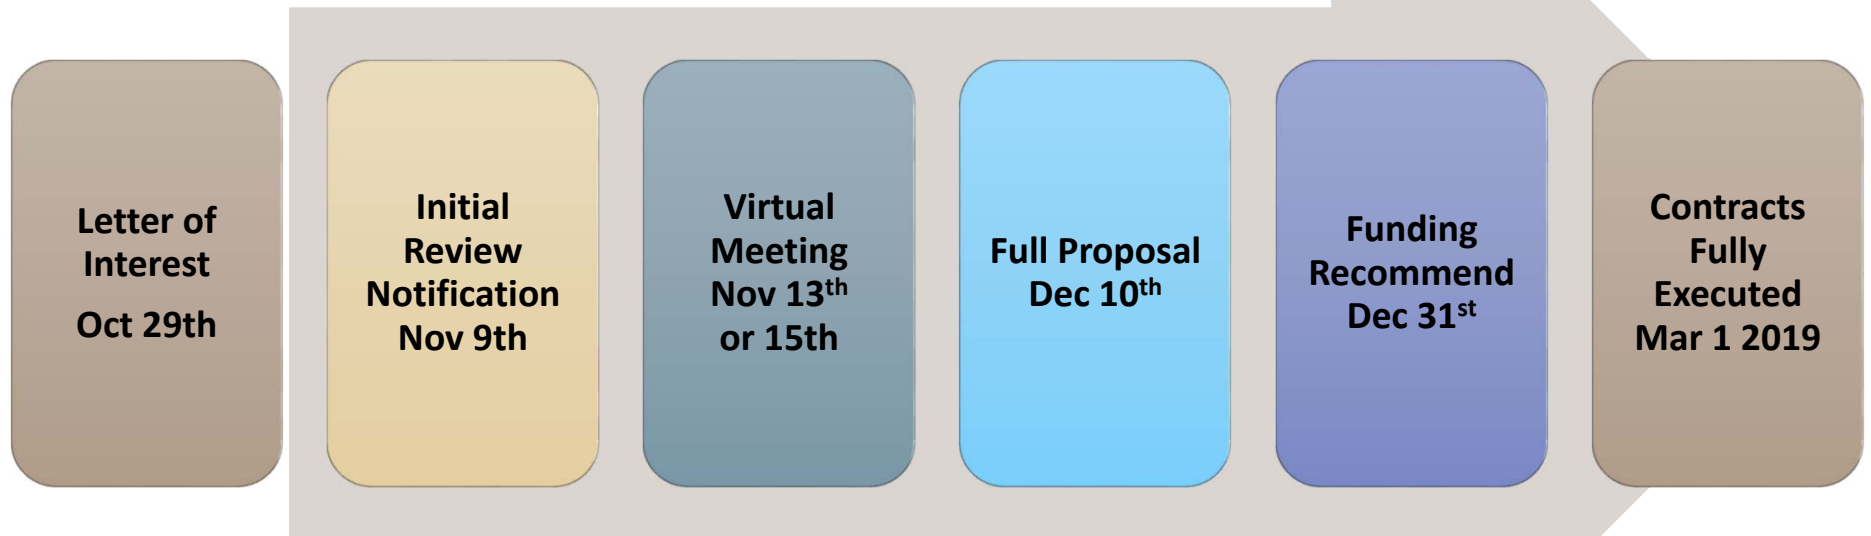 Letter of
Interest
Oct 29th
Initial
Review
Notification
Nov 9th
Virtual
Meeting
Nov 13th
or 15th
Full Proposal
Dec 10th
Funding
Recommend
Dec 31st
Contracts
Fully
Executed
Mar 1 2019